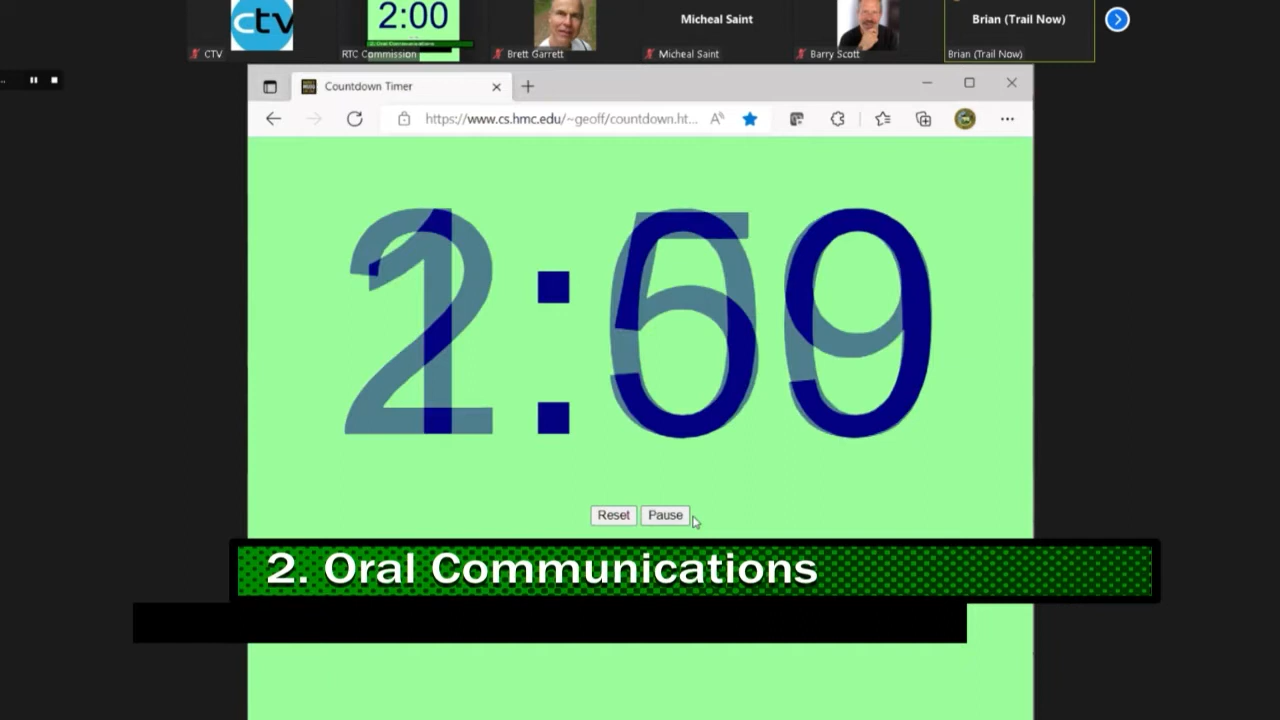 ctv
2:00
Micheal Saint
Brian (Trail Now)
CTV
RTC Commission
Brett Garrett
Micheal Saint
Barry Scott
Brian (Trail Now)
Countdown Timer
https://www.cs.hmc.edu/~geoff/countdown.ht...
Reset
Pause
2. Oral Communications